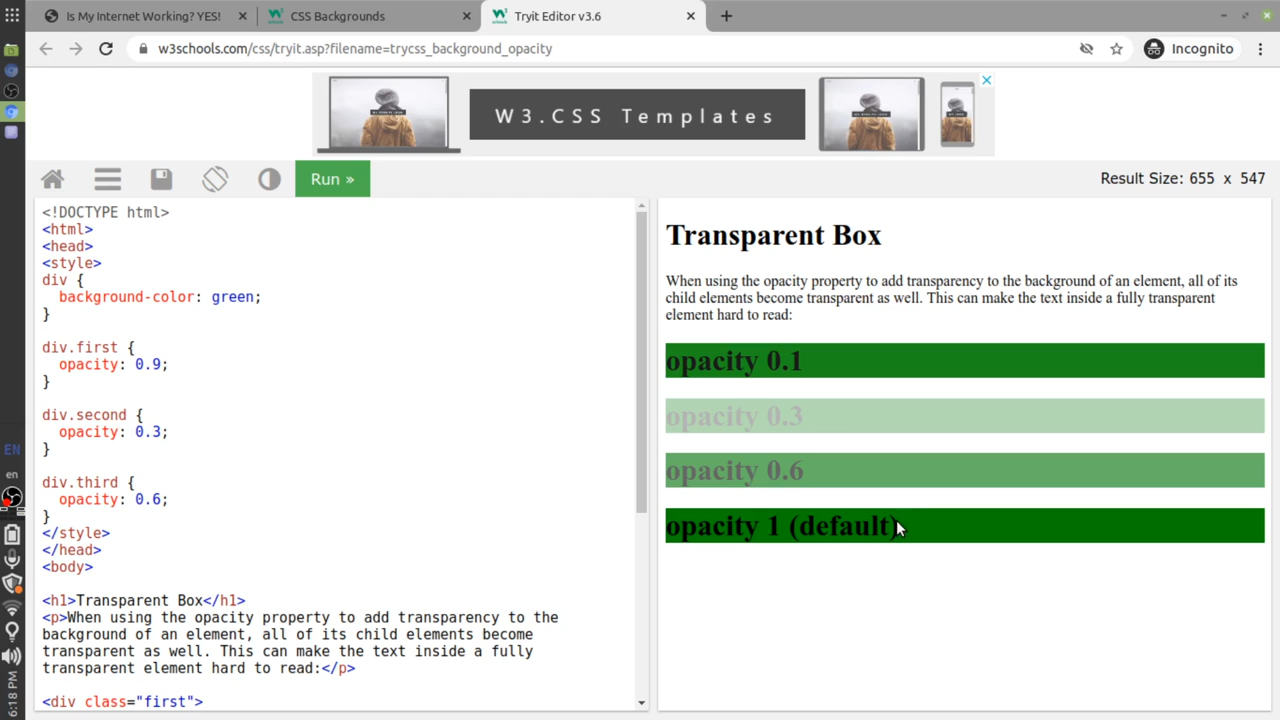 Is My Internet Working? YES!
CSS Backgrounds
Tryit Editor v3.6
w3schools.com/css/tryit.asp?filename=trycss_background_opacity
Incognito
W3.CSS Templates
Run »
Result Size: 655 x 547
<!DOCTYPE html>
<html>
<head>
<style>
div {
  background-color: green;
}
div.first {
  opacity: 0.9;
}
div.second {
  opacity: 0.3;
}
div.third {
  opacity: 0.6;
}
</style>
</head>
<body>
<h1>Transparent Box</h1>
<p>When using the opacity property to add transparency to the
background of an element, all of its child elements become
transparent as well. This can make the text inside a fully
transparent element hard to read:</p>
<div class="first">
Transparent Box
When using the opacity property to add transparency to the background of an element, all of its
child elements become transparent as well. This can make the text inside a fully transparent
element hard to read:
opacity 0.1
opacity 0.3
opacity 0.6
opacity 1 (default)
EN
en
6:18 PM